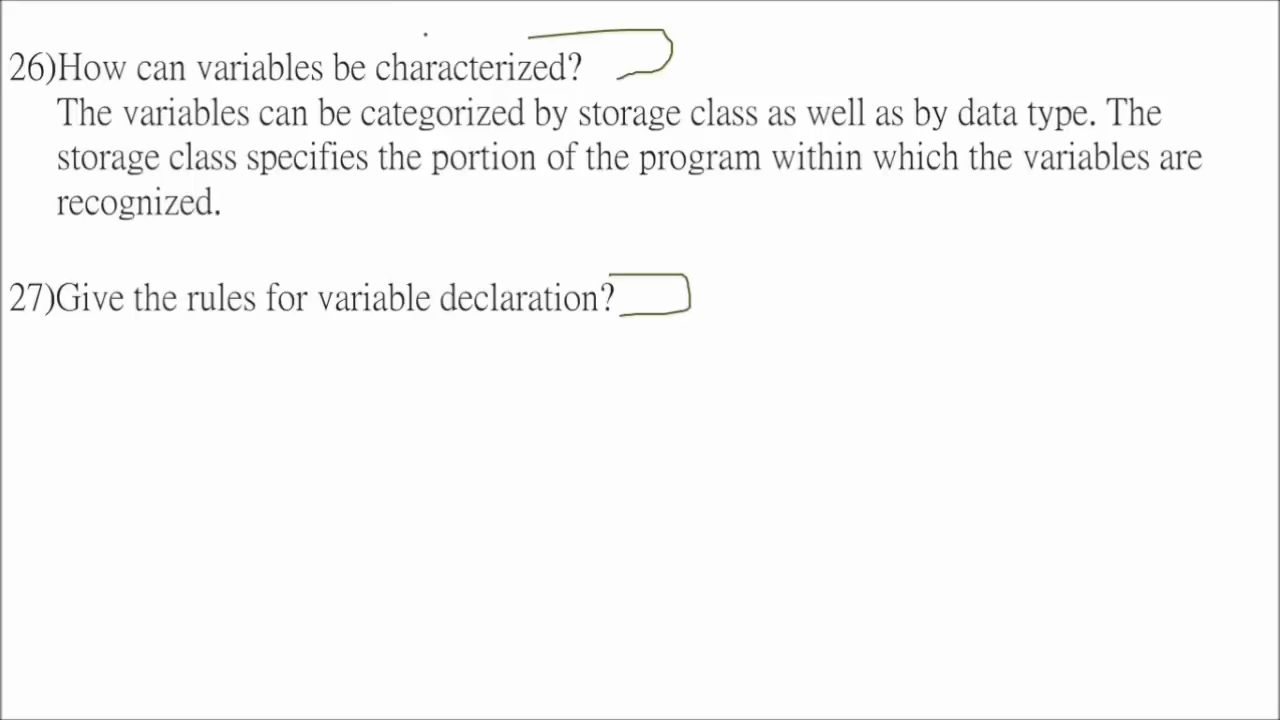 26)How can variables be characterized?
The variables can be categorized by storage class as well as by data type. The
storage class specifies the portion of the program within which the variables are
recognized.
27)Give the rules for variable declaration?